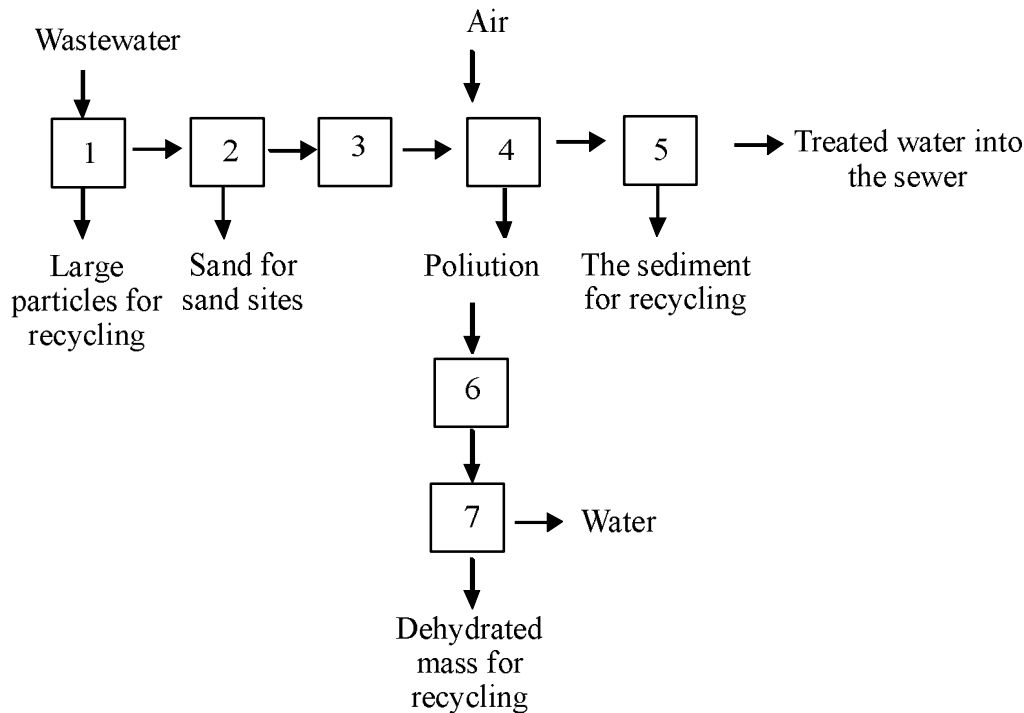 Air
Wastewater
1
2
3
4
5
Treated water into
the sewer
Large
particles for
recycling
Sand for
sand sites
Poliution
The sediment
for recycling
6
7
Water
Dehydrated
mass for
recycling